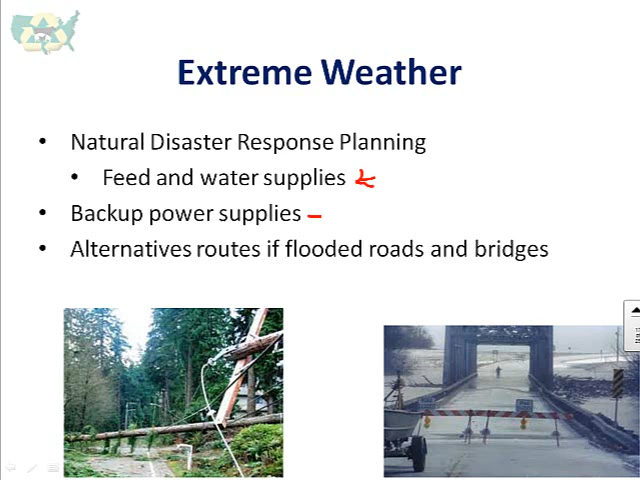 Extreme Weather
• Natural Disaster Response Planning
• Feed and water supplies
• Backup power supplies
• Alternatives routes if flooded roads and bridges